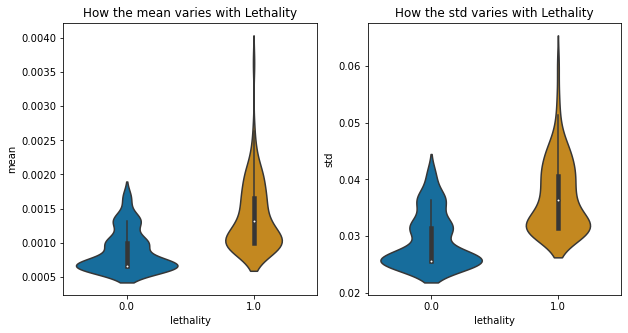 How the mean varies with Lethality
0.0040
0.0035
0.0030
0.0025
0.0020
0.0015
0.0010
0.0005
mean
0.0
1.0
lethality
How the std varies with Lethality
0.06
0.05
0.04
0.03
0.02
std
0.0
1.0
lethality